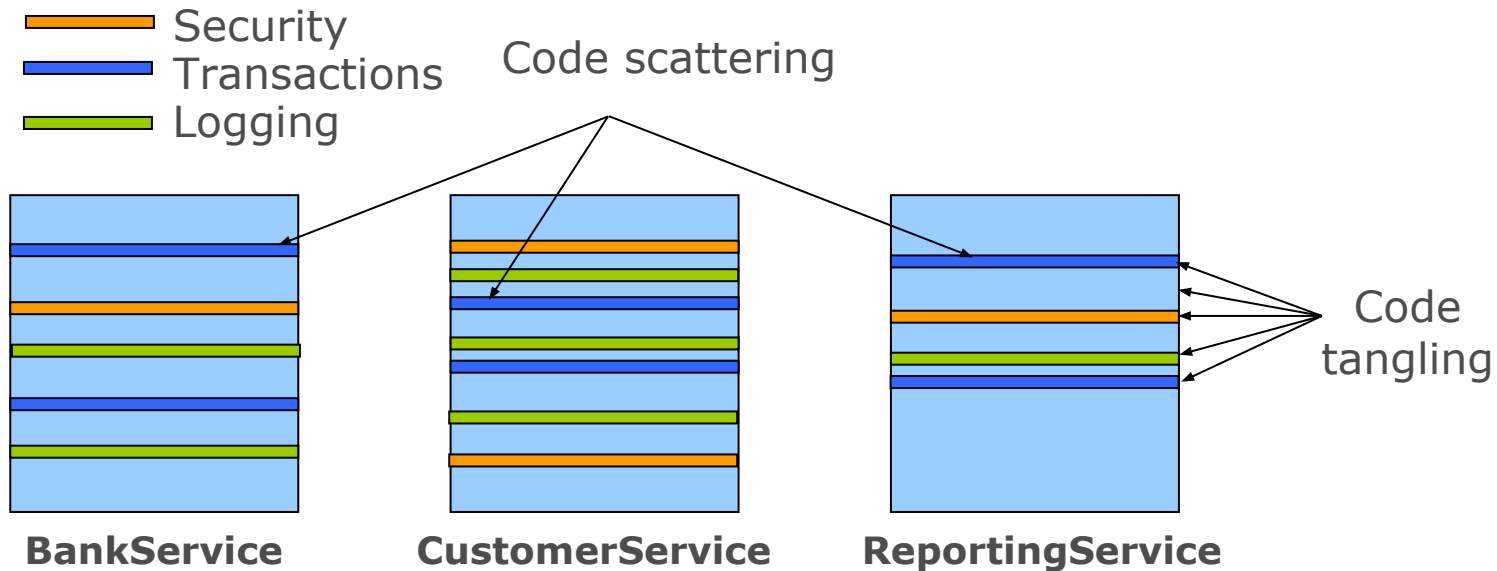 Security
Transactions
Logging
Code scattering
Code
tangling
BankService
CustomerService
ReportingService